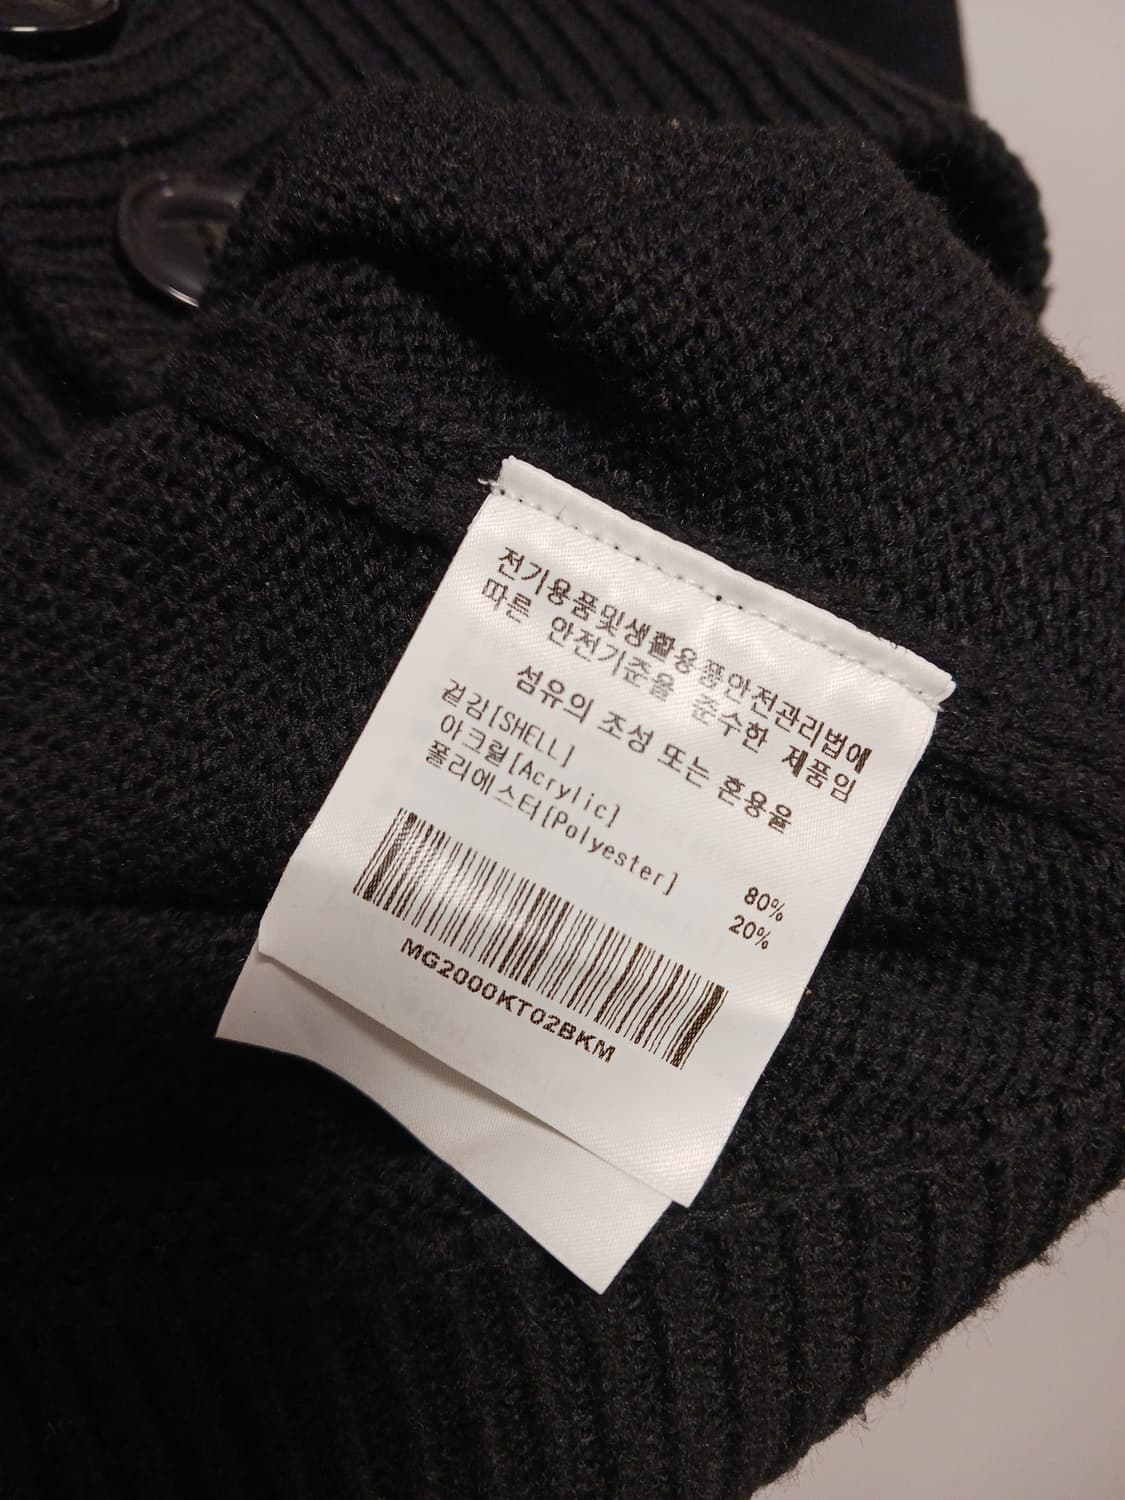 전기용품및생활용품안전관리법에
따른 안전기준을 준수한 제품임
섬유의 조성 또는 혼용율
겉감[SHELL]
아크릴[Acrylic] 80%
폴리에스터[Polyester] 20%
MG2000KT02BKM